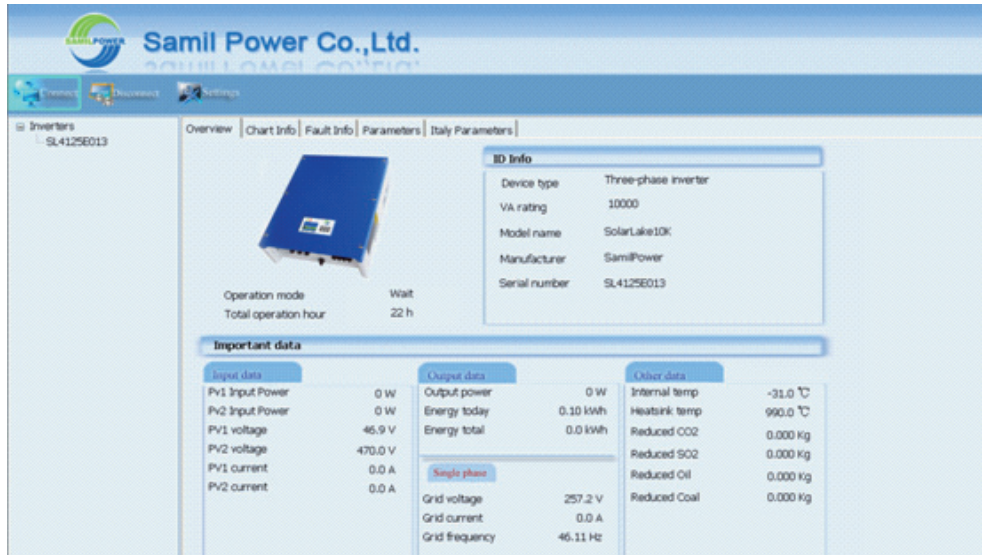 SAMILPOWER
Samil Power Co.,Ltd.
Connect Disconnect Settings
Inverters
SL4125E013
Overview Chart Info Fault Info Parameters Italy Parameters
ID Info
Device type Three-phase inverter
VA rating 10000
Model name SolarLake10K
Manufacturer SamilPower
Serial number SL4125E013
Operation mode Wait
Total operation hour 22 h
Important data
Input data
Pv1 Input Power 0 W
Pv2 Input Power 0 W
PV1 voltage 46.9 V
PV2 voltage 470.0 V
PV1 current 0.0 A
PV2 current 0.0 A
Output data
Output power 0 W
Energy today 0.10 kWh
Energy total 0.0 kWh
Single phase
Grid voltage 257.2 V
Grid current 0.0 A
Grid frequency 46.11 Hz
Other data
Internal temp -31.0 ℃
Heatsink temp 990.0 ℃
Reduced CO2 0.000 Kg
Reduced SO2 0.000 Kg
Reduced Oil 0.000 Kg
Reduced Coal 0.000 Kg